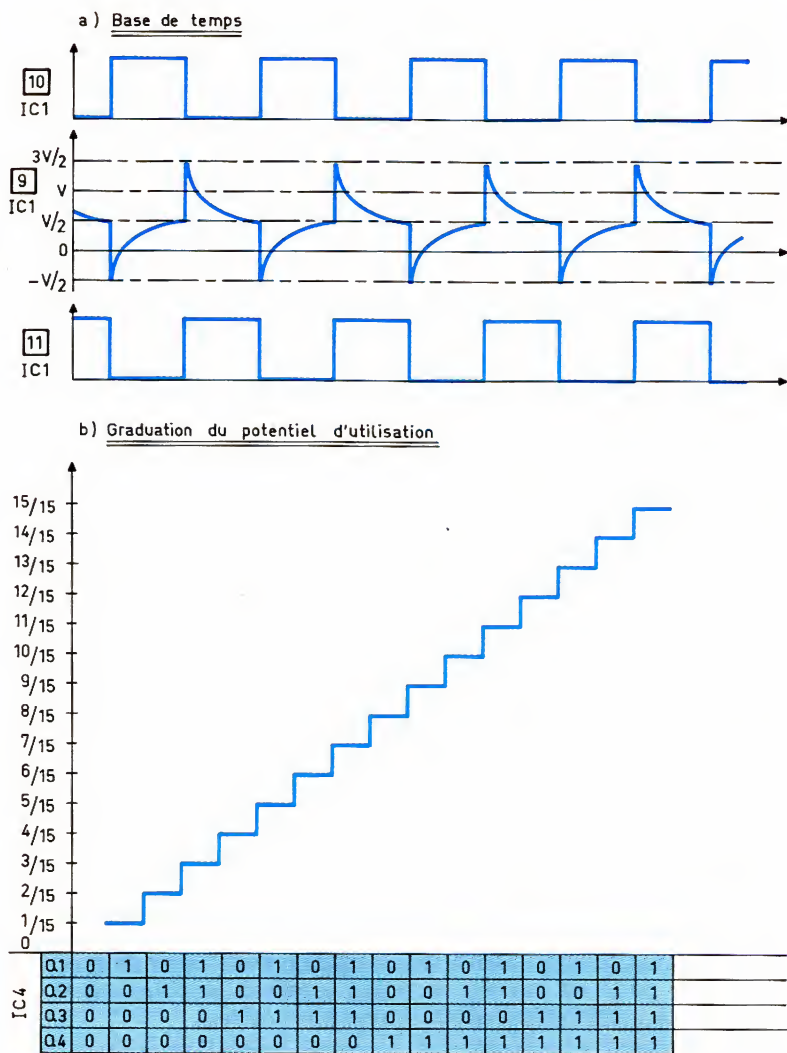 a) Base de temps
10
IC1
3V/2
9
IC1
V
V/2
0
-V/2
11
IC1
b) Graduation du potentiel d'utilisation
15/15
14/15
13/15
12/15
11/15
10/15
9/15
8/15
7/15
6/15
5/15
4/15
3/15
2/15
1/15
0
IC4
Q1 0 1 0 1 0 1 0 1 0 1 0 1 0 1 0 1
Q2 0 0 1 1 0 0 1 1 0 0 1 1 0 0 1 1
Q3 0 0 0 0 1 1 1 1 0 0 0 0 1 1 1 1
Q4 0 0 0 0 0 0 0 0 1 1 1 1 1 1 1 1